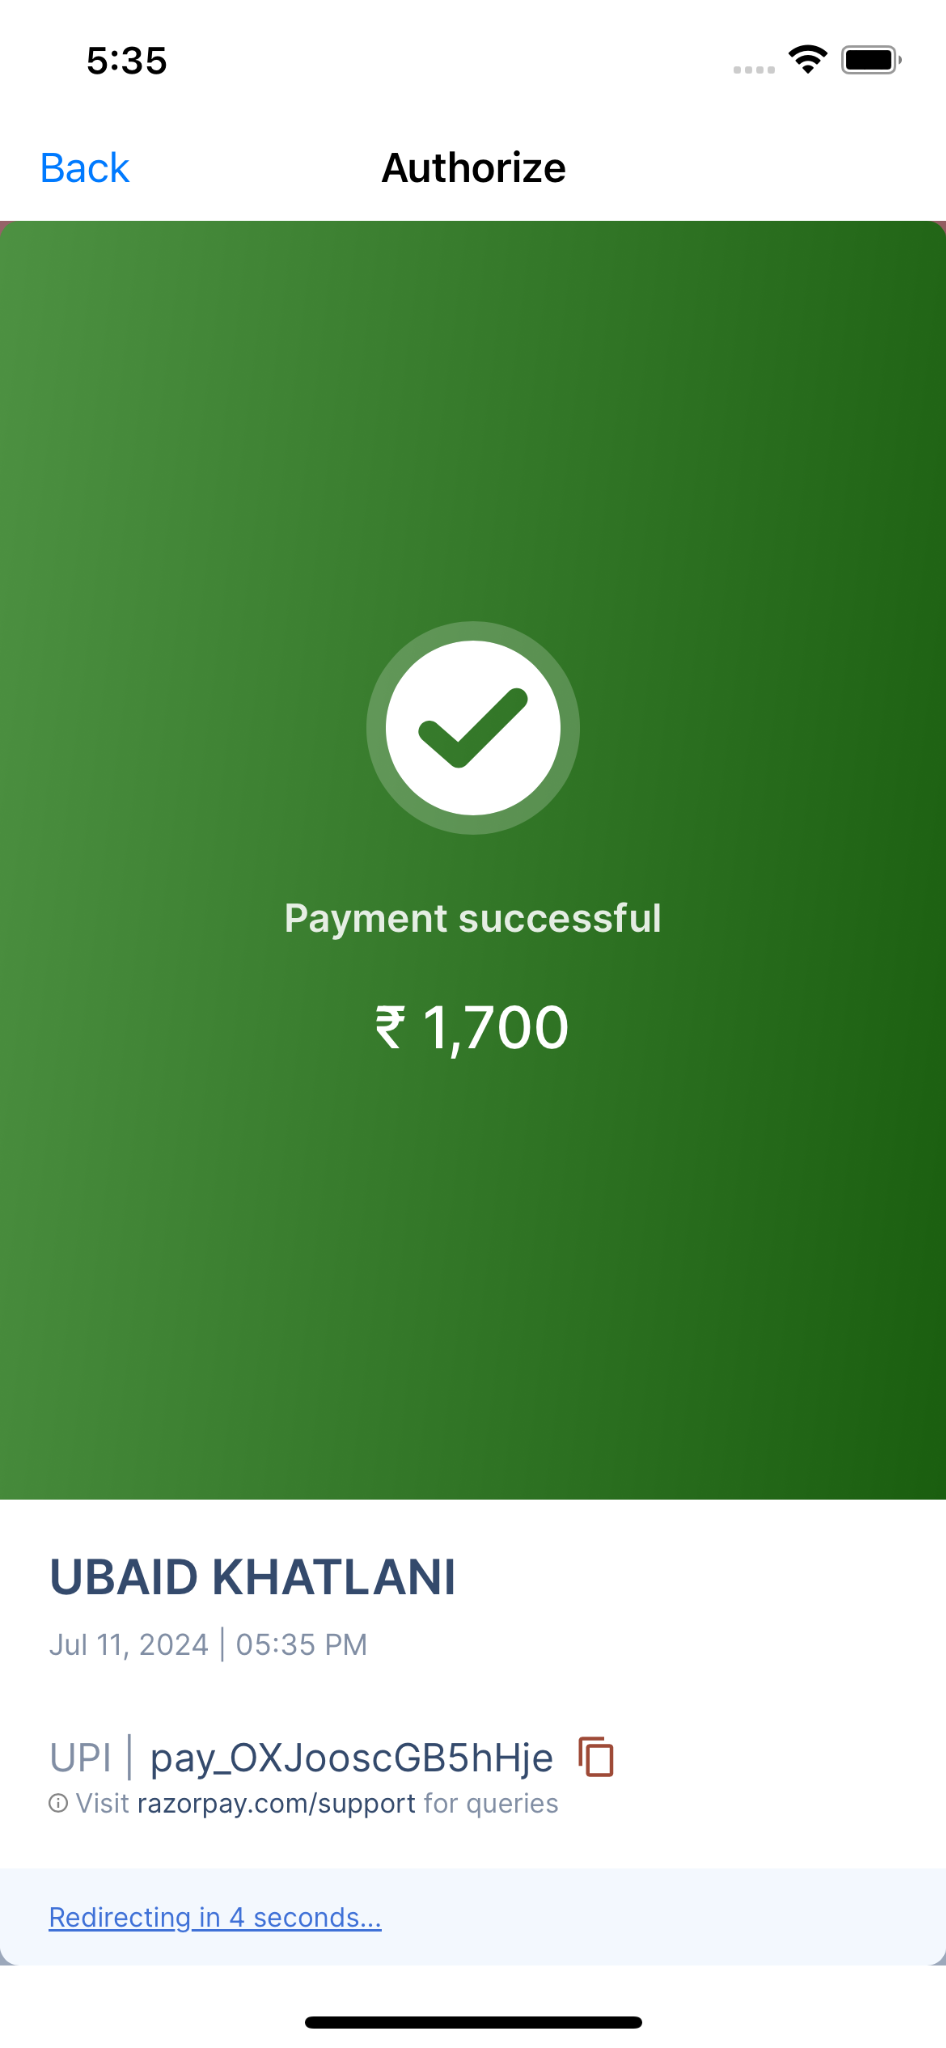 5:35
Back
Authorize
Payment successful
₹ 1,700
UBAID KHATLANI
Jul 11, 2024 | 05:35 PM
UPI | pay_OXJooscGB5hHje
Visit razorpay.com/support for queries
Redirecting in 4 seconds...